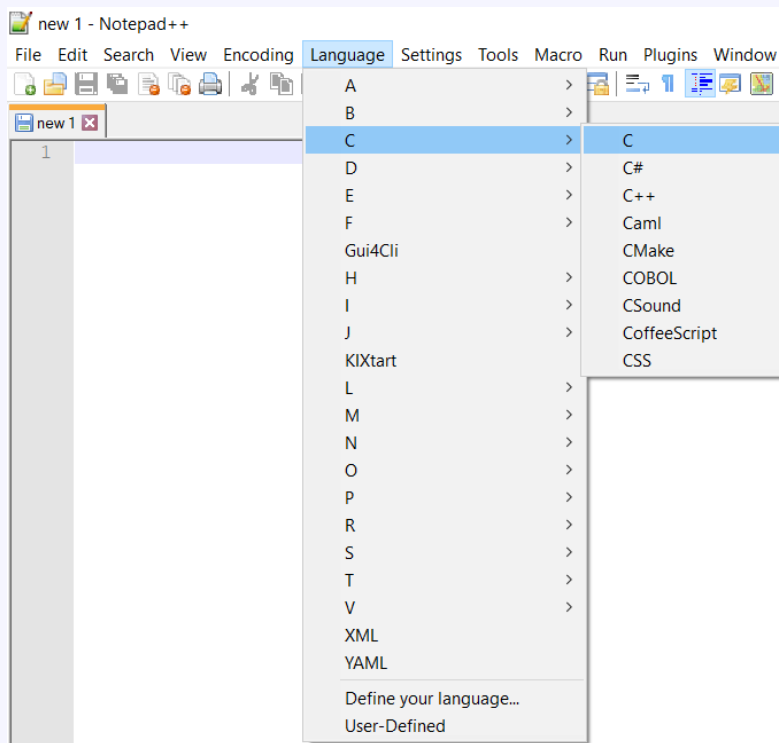 new 1 - Notepad++
File Edit Search View Encoding Language Settings Tools Macro Run Plugins Window
new 1
1
A
B
C
D
E
F
Gui4Cli
H
I
J
KIXtart
L
M
N
O
P
R
S
T
V
XML
YAML
Define your language...
User-Defined
C
C#
C++
Caml
CMake
COBOL
CSound
CoffeeScript
CSS